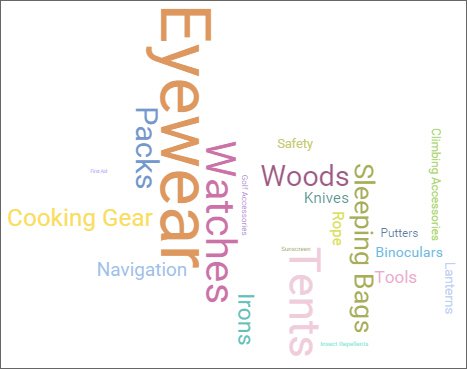 Eyewear
Packs
Watches
First Aid
Golf Accessories
Cooking Gear
Navigation
Irons
Safety
Woods
Knives
Sleeping Bags
Rope
Climbing Accessories
Putters
Sunscreen
Tents
Binoculars
Tools
Lanterns
Insect Repellents